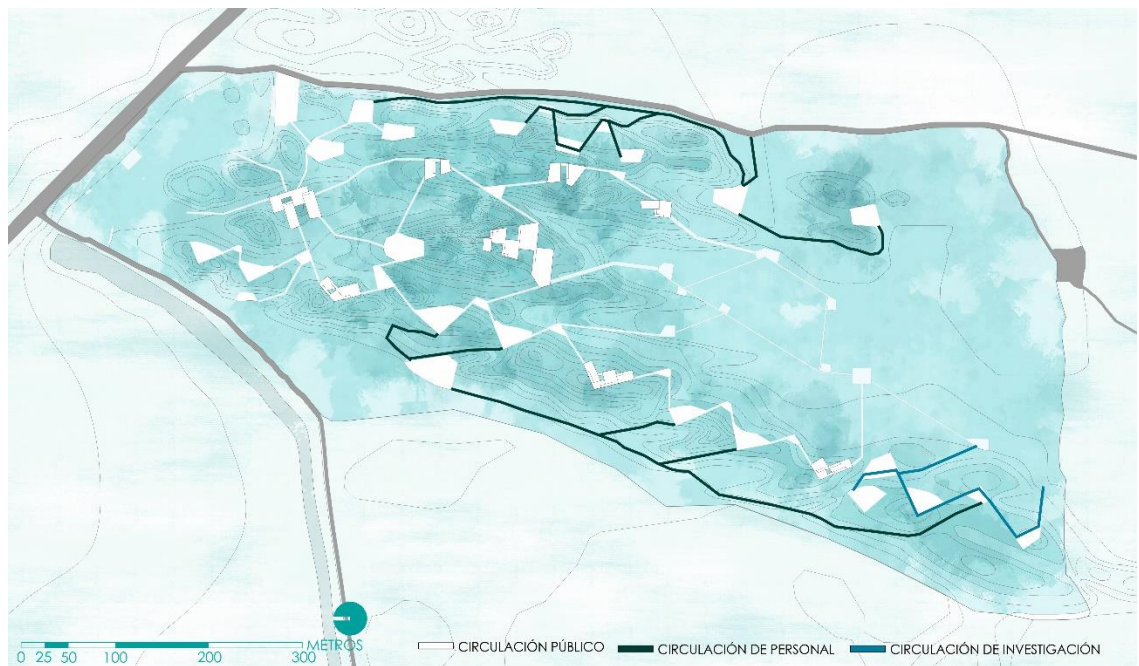 METROS
0 25 50 100 200 300
CIRCULACIÓN PÚBLICO
CIRCULACIÓN DE PERSONAL
CIRCULACIÓN DE INVESTIGACIÓN